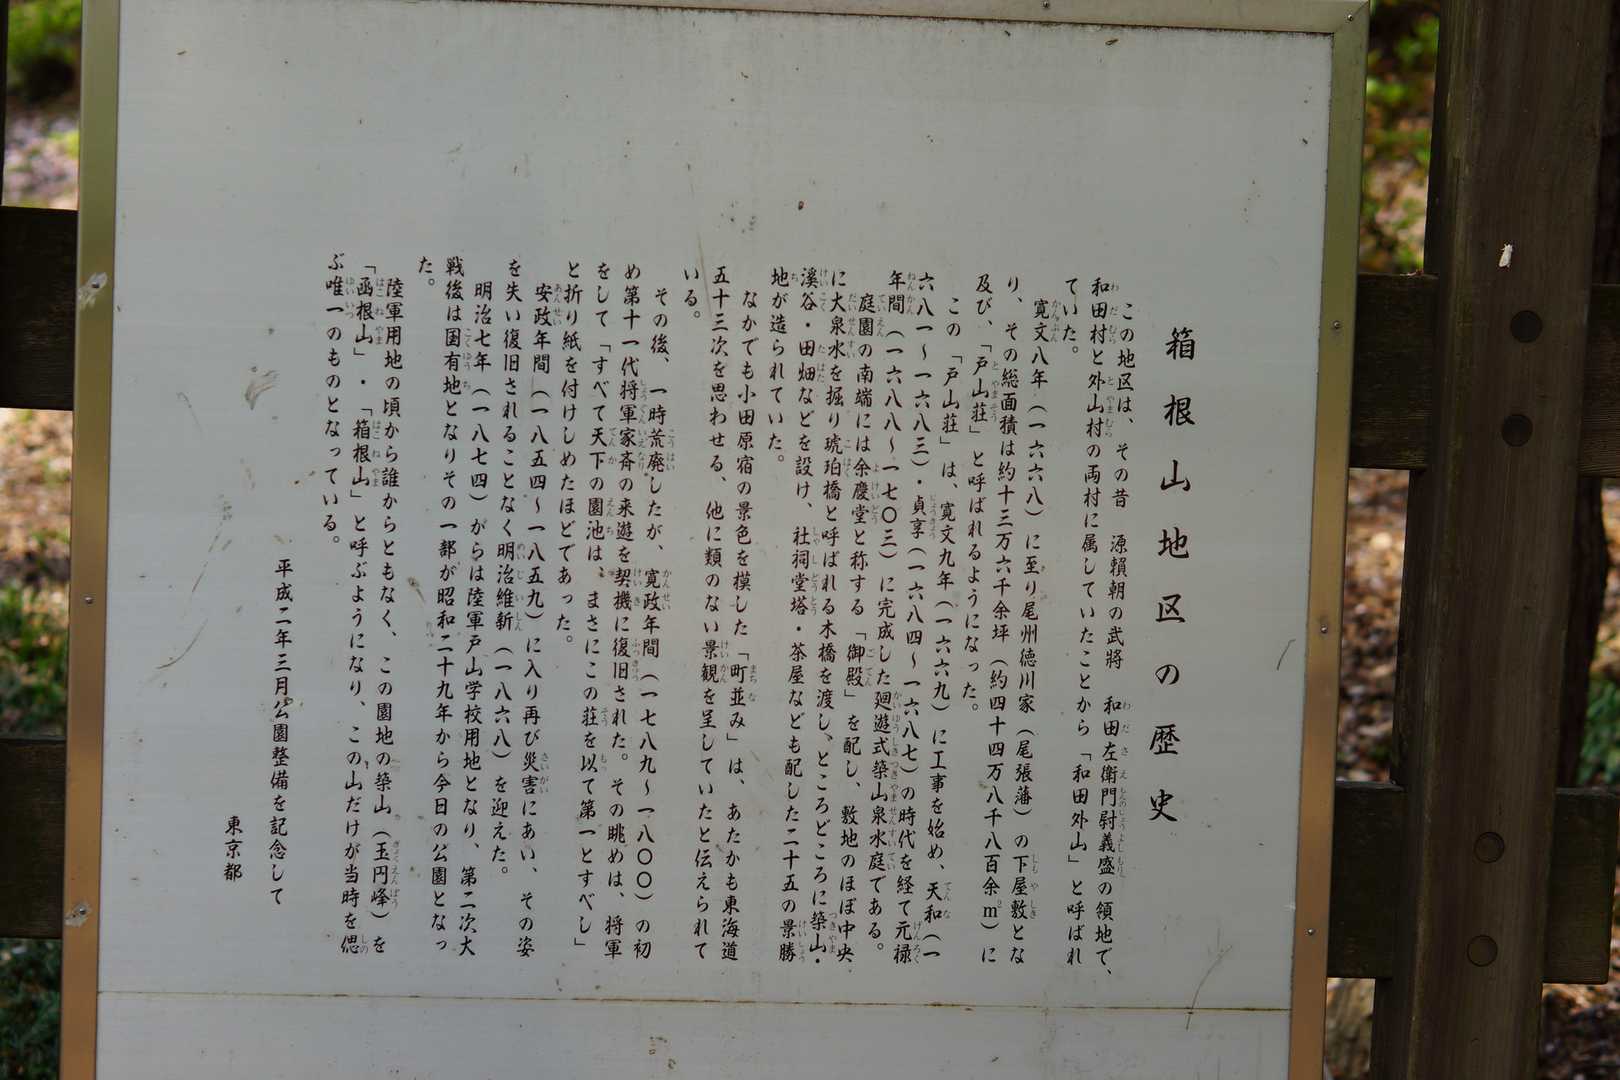 箱根山地区の歴史
この地区は、その昔　源頼朝の武将　和田左衛門尉義盛の領地で、
和田村と外山村の両村に属していたことから「和田外山」と呼ばれ
ていた。
寛文八年（一六六八）に至り尾州徳川家（尾張藩）の下屋敷とな
り、その総面積は約十三万六千余坪（約四十四万八千八百余m²）に
及び、「戸山荘」と呼ばれるようになった。
この「戸山荘」は、寛文九年（一六六九）に工事を始め、天和（一
六八一～一六八三）・貞享（一六八四～一六八七）の時代を経て元禄
年間（一六八八～一七〇三）に完成した廻遊式築山泉水庭である。
庭園の南端には余慶堂と称する「御殿」を配し、敷地のほぼ中央
に大泉水を掘り琥珀橋と呼ばれる木橋を渡し、ところどころに築山・
渓谷・田畑などを設け、社祠堂塔・茶屋なども配した二十五の景勝
地が造られていた。
なかでも小田原宿の景色を模した「町並み」は、あたかも東海道
五十三次を思わせる、他に類のない景観を呈していたと伝えられて
いる。
その後、一時荒廃したが、寛政年間（一七八九～一八〇〇）の初
め第十一代将軍家斉の来遊を契機に復旧された。その眺めは、将軍
をして「すべて天下の園池は、まさにこの荘を以て第一とすべし」
と折り紙を付けしめたほどであった。
安政年間（一八五四～一八五九）に入り再び災害にあい、その姿
を失い復旧されることなく明治維新（一八六八）を迎えた。
明治七年（一八七四）からは陸軍戸山学校用地となり、第二次大
戦後は国有地となりその一部が昭和二十九年から今日の公園となっ
た。
陸軍用地の頃から誰からともなく、この園地の築山（玉円峰）を
「函根山」・「箱根山」と呼ぶようになり、この山だけが当時を偲
ぶ唯一のものとなっている。
平成二年三月公園整備を記念して
東京都